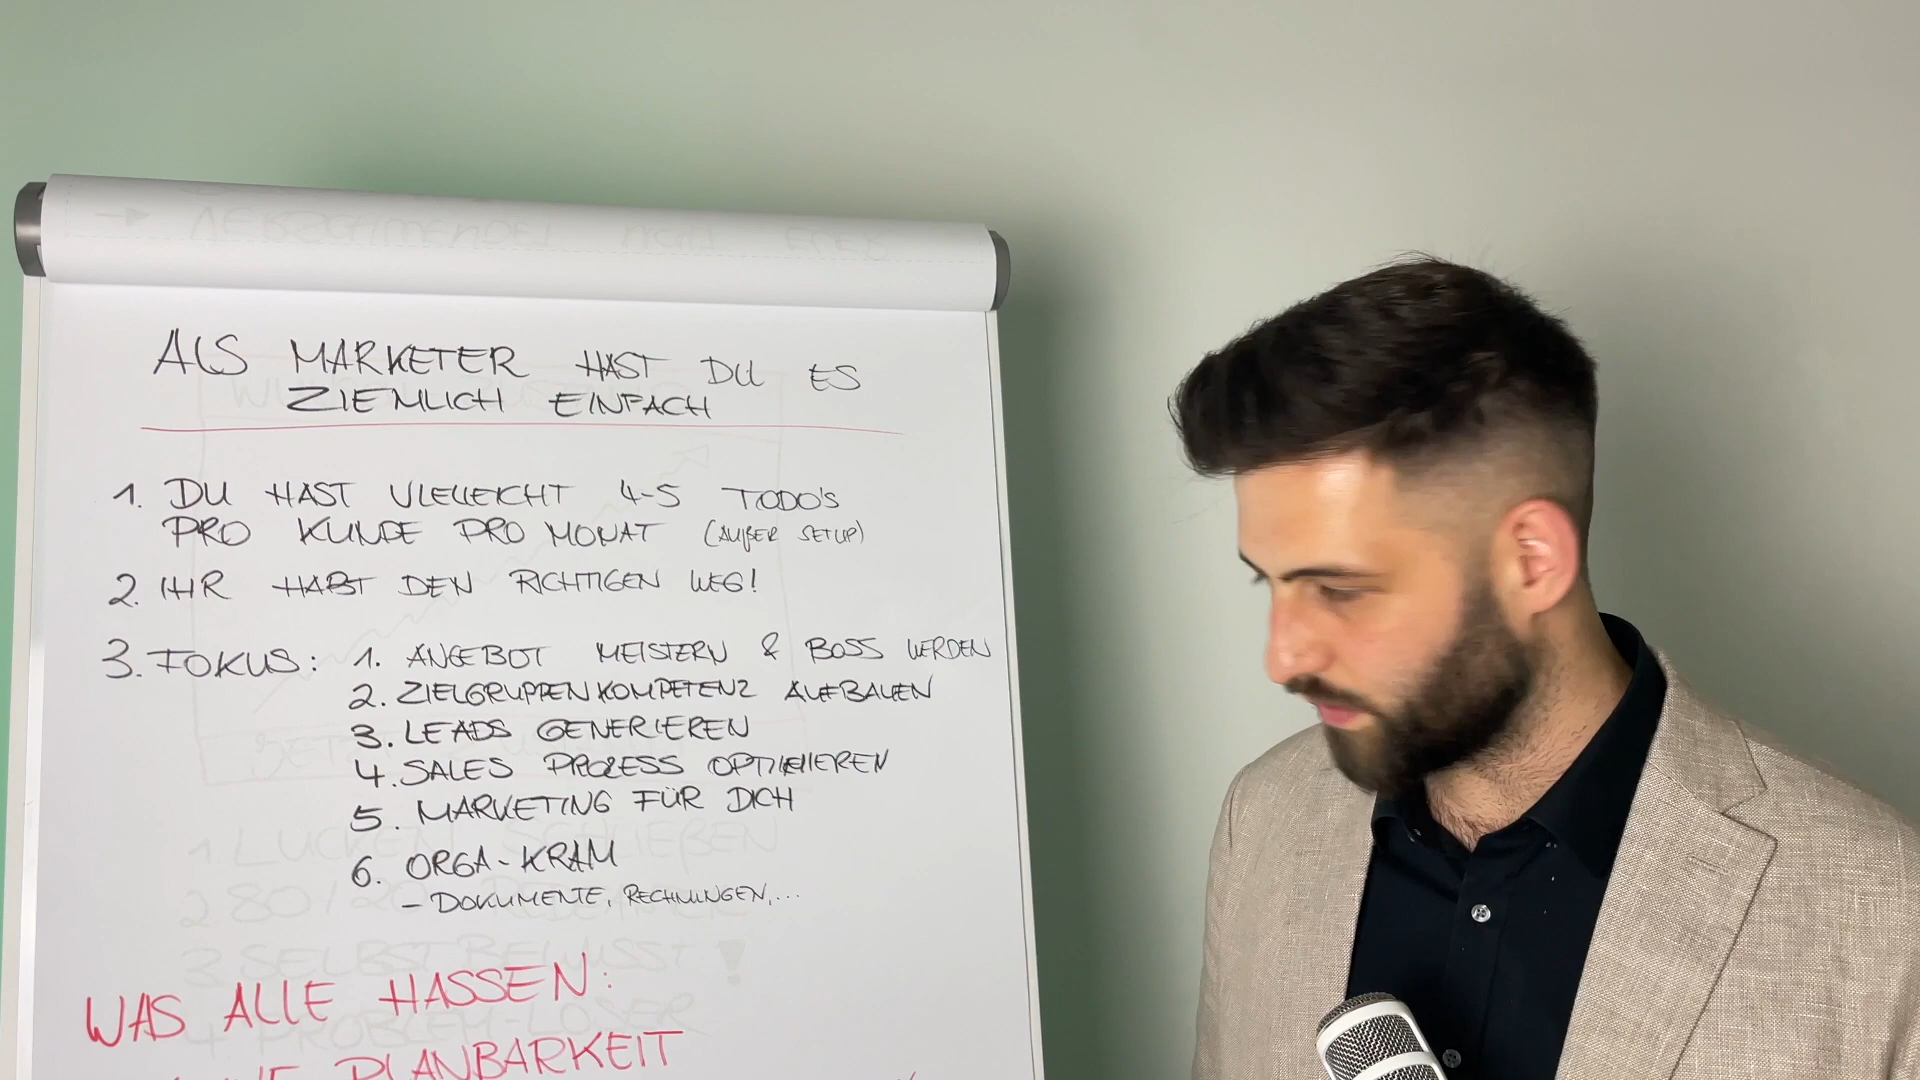 ALS MARKETER HAST DU ES
ZIEMLICH EINFACH
1. DU HAST VIELLEICHT 4-5 TODO'S
PRO KUNDE PRO MONAT (AUßER SETUP)
2. IHR HABT DEN RICHTIGEN WEG!
3. FOKUS: 1. ANGEBOT MEISTERN & BOSS WERDEN
2. ZIELGRUPPENKOMPETENZ AUFBAUEN
3. LEADS GENERIEREN
4. SALES PROZESS OPTIMIEREN
5. MARKETING FÜR DICH
6. ORGA-KRAM
- DOKUMENTE, RECHNUNGEN,...
WAS ALLE HASSEN:
PLANBARKEIT